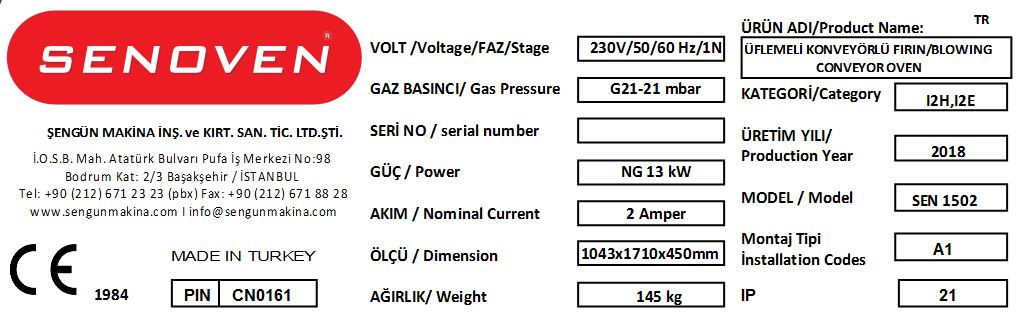 SENOVEN®
ŞENGÜN MAKİNA İNŞ. ve KIRT. SAN. TİC. LTD.ŞTİ.
İ.O.S.B. Mah. Atatürk Bulvarı Pufa İş Merkezi No:98
Bodrum Kat: 2/3 Başakşehir / İSTANBUL
Tel: +90 (212) 671 23 23 (pbx) Fax: +90 (212) 671 88 28
www.sengunmakina.com I info@sengunmakina.com
CE
1984
MADE IN TURKEY
PIN CN0161
VOLT /Voltage/FAZ/Stage 230V/50/60 Hz/1N
GAZ BASINCI/ Gas Pressure G21-21 mbar
SERİ NO / serial number
GÜÇ / Power NG 13 kW
AKIM / Nominal Current 2 Amper
ÖLÇÜ / Dimension 1043x1710x450mm
AĞIRLIK/ Weight 145 kg
TR
ÜRÜN ADI/Product Name:
ÜFLEMELİ KONVEYÖRLÜ FIRIN/BLOWING
CONVEYOR OVEN
KATEGORİ/Category I2H,I2E
ÜRETİM YILI/
Production Year 2018
MODEL / Model SEN 1502
Montaj Tipi
İnstallation Codes A1
IP 21